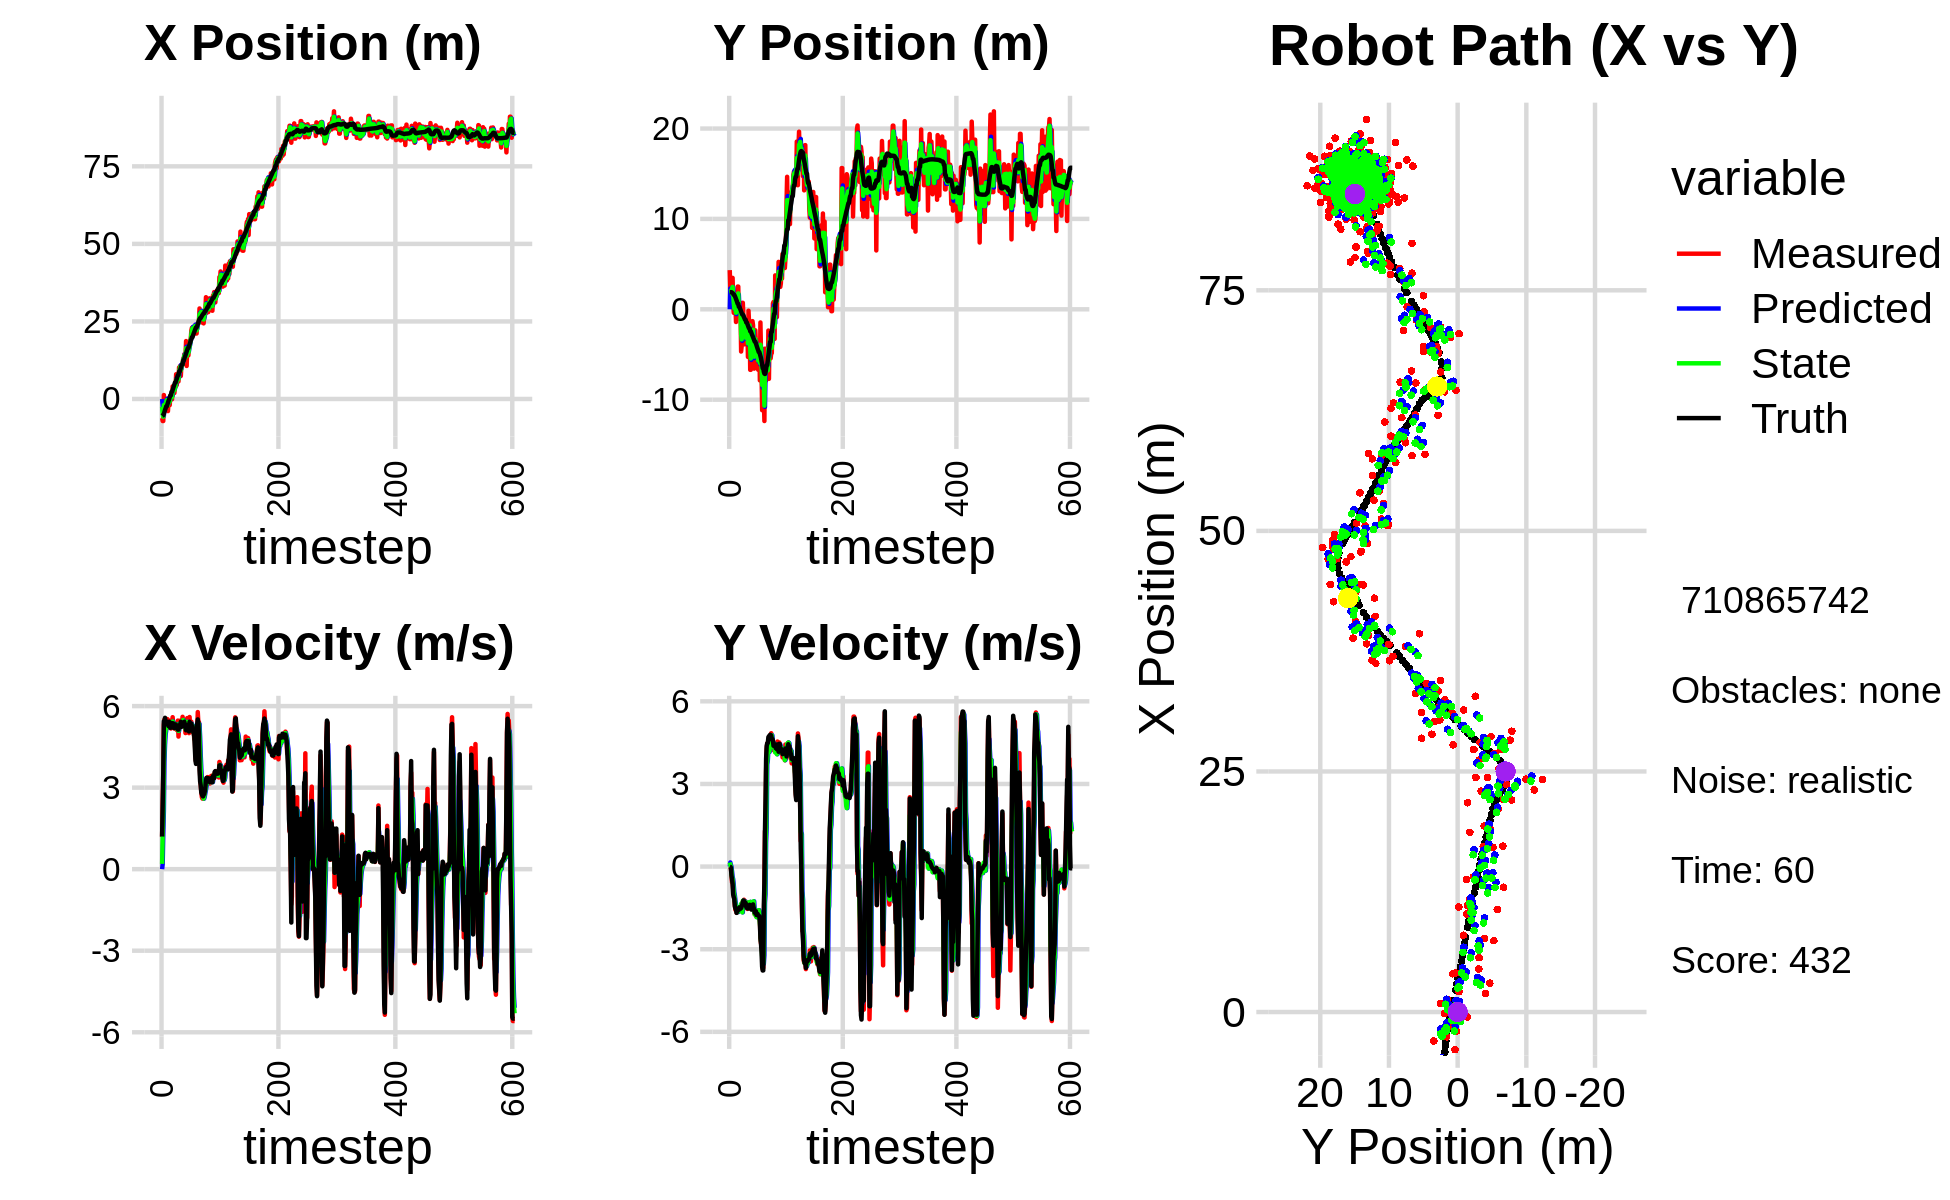 X Position (m)
75
50
25
0
0
200
400
600
timestep
Y Position (m)
20
10
0
-10
0
200
400
600
timestep
X Velocity (m/s)
6
3
0
-3
-6
0
200
400
600
timestep
Y Velocity (m/s)
6
3
0
-3
-6
0
200
400
600
timestep
Robot Path (X vs Y)
X Position (m)
75
50
25
0
20 10 0 -10 -20
Y Position (m)
variable
Measured
Predicted
State
Truth
710865742
Obstacles: none
Noise: realistic
Time: 60
Score: 432